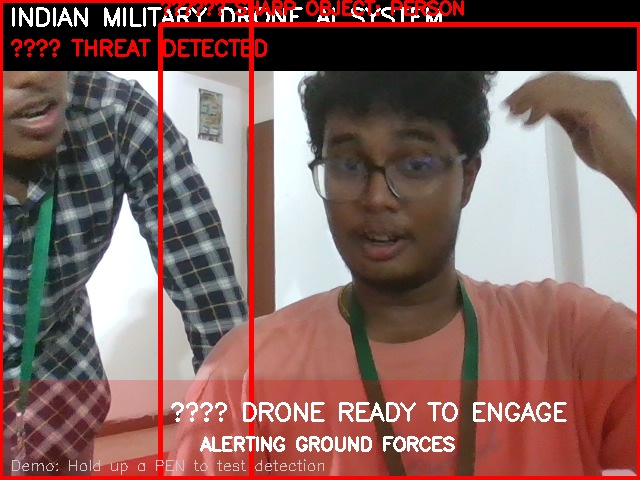 ?????? SHARP OBJECT: PERSON
INDIAN MILITARY DRONE AI SYSTEM
???? THREAT DETECTED
???? DRONE READY TO ENGAGE
ALERTING GROUND FORCES
Demo: Hold up a PEN to test detection